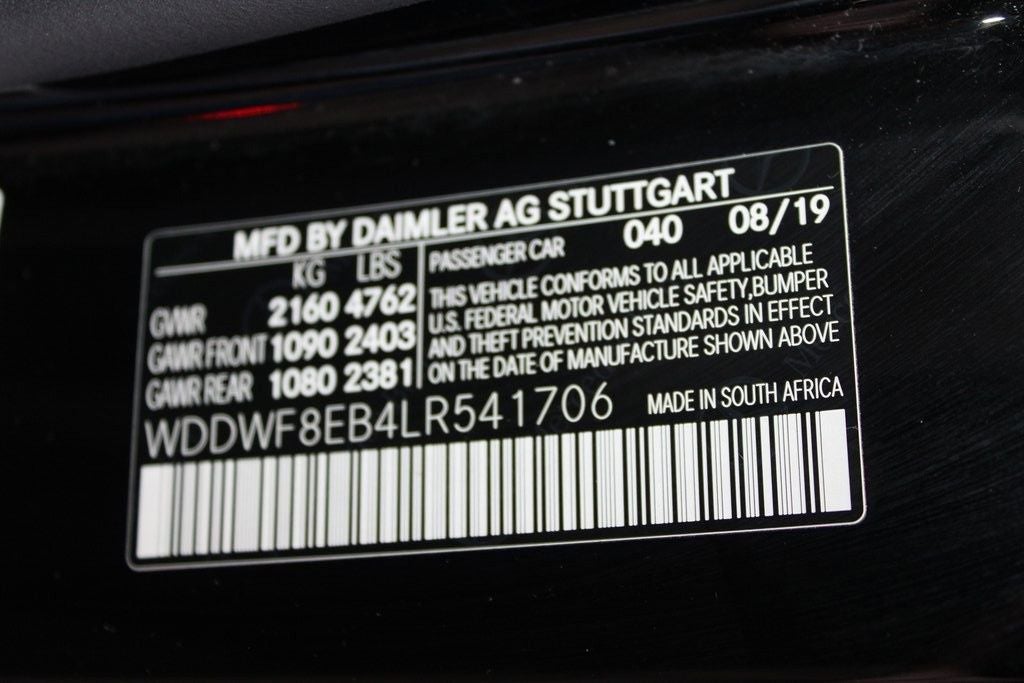 MFD BY DAIMLER AG STUTTGART
KG LBS
GVWR 2160 4762
GAWR FRONT 1090 2403
GAWR REAR 1080 2381
PASSENGER CAR 040 08/19
THIS VEHICLE CONFORMS TO ALL APPLICABLE
U.S. FEDERAL MOTOR VEHICLE SAFETY,BUMPER
AND THEFT PREVENTION STANDARDS IN EFFECT
ON THE DATE OF MANUFACTURE SHOWN ABOVE
WDDWF8EB4LR541706 MADE IN SOUTH AFRICA